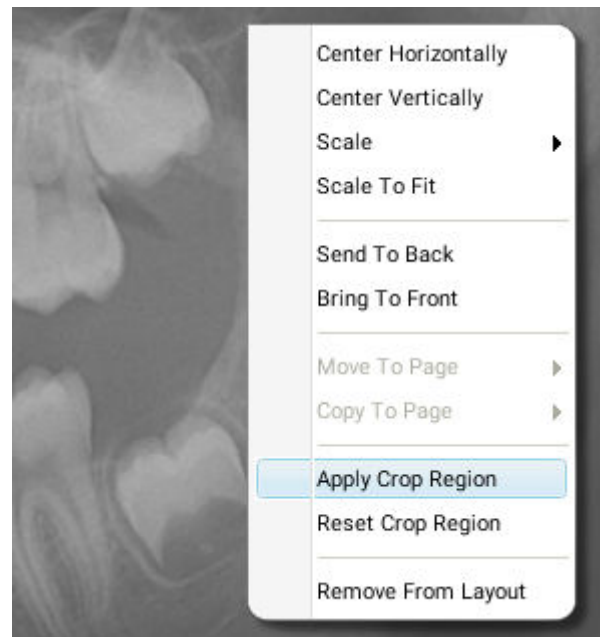 Center Horizontally
Center Vertically
Scale
Scale To Fit
Send To Back
Bring To Front
Move To Page
Copy To Page
Apply Crop Region
Reset Crop Region
Remove From Layout